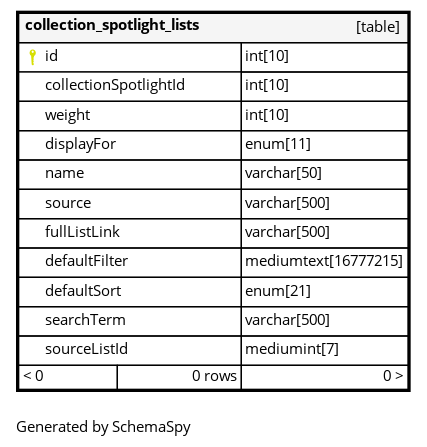 collection_spotlight_lists [table]
id int[10]
collectionSpotlightId int[10]
weight int[10]
displayFor enum[11]
name varchar[50]
source varchar[500]
fullListLink varchar[500]
defaultFilter mediumtext[16777215]
defaultSort enum[21]
searchTerm varchar[500]
sourceListId mediumint[7]
< 0 0 rows 0 >
Generated by SchemaSpy